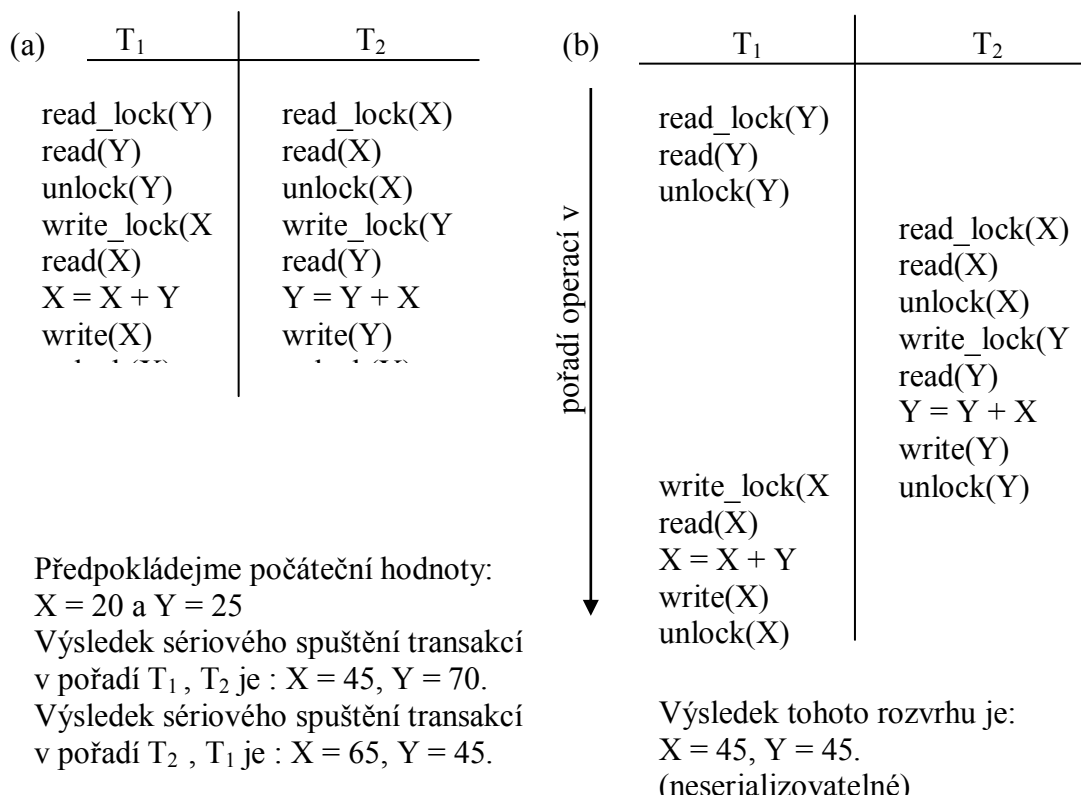 (a) T₁ T₂
read_lock(Y) read_lock(X)
read(Y) read(X)
unlock(Y) unlock(X)
write_lock(X write_lock(Y
read(X) read(Y)
X = X + Y Y = Y + X
write(X) write(Y)
Předpokládejme počáteční hodnoty:
X = 20 a Y = 25
Výsledek sériového spuštění transakcí
v pořadí T₁ , T₂ je : X = 45, Y = 70.
Výsledek sériového spuštění transakcí
v pořadí T₂ , T₁ je : X = 65, Y = 45.
(b) T₁ T₂
pořadí operací v
read_lock(Y)
read(Y)
unlock(Y)
read_lock(X)
read(X)
unlock(X)
write_lock(Y
read(Y)
Y = Y + X
write(Y)
write_lock(X unlock(Y)
read(X)
X = X + Y
write(X)
unlock(X)
Výsledek tohoto rozvrhu je:
X = 45, Y = 45.
(neserializovatelné)